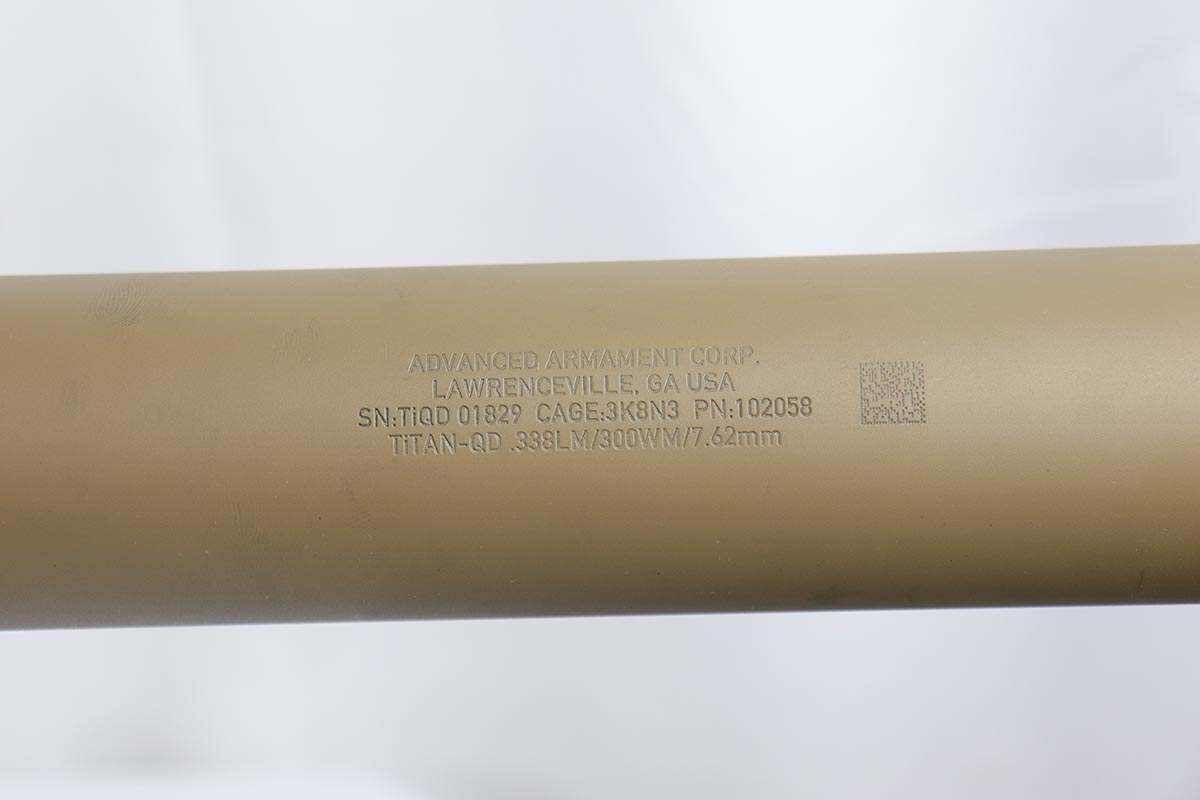 ADVANCED ARMAMENT CORP.
LAWRENCEVILLE, GA USA
SN:TiQD 01829 CAGE:3K8N3 PN:102058
TiTAN-QD .338LM/300WM/7.62mm